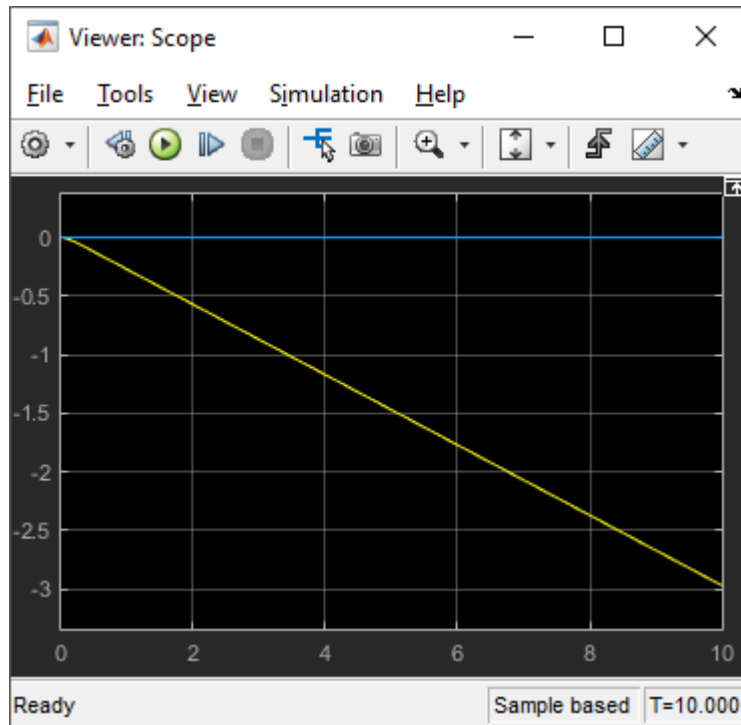 Viewer: Scope
File Tools View Simulation Help
0
-0.5
-1
-1.5
-2
-2.5
-3
0 2 4 6 8 10
Ready Sample based T=10.000